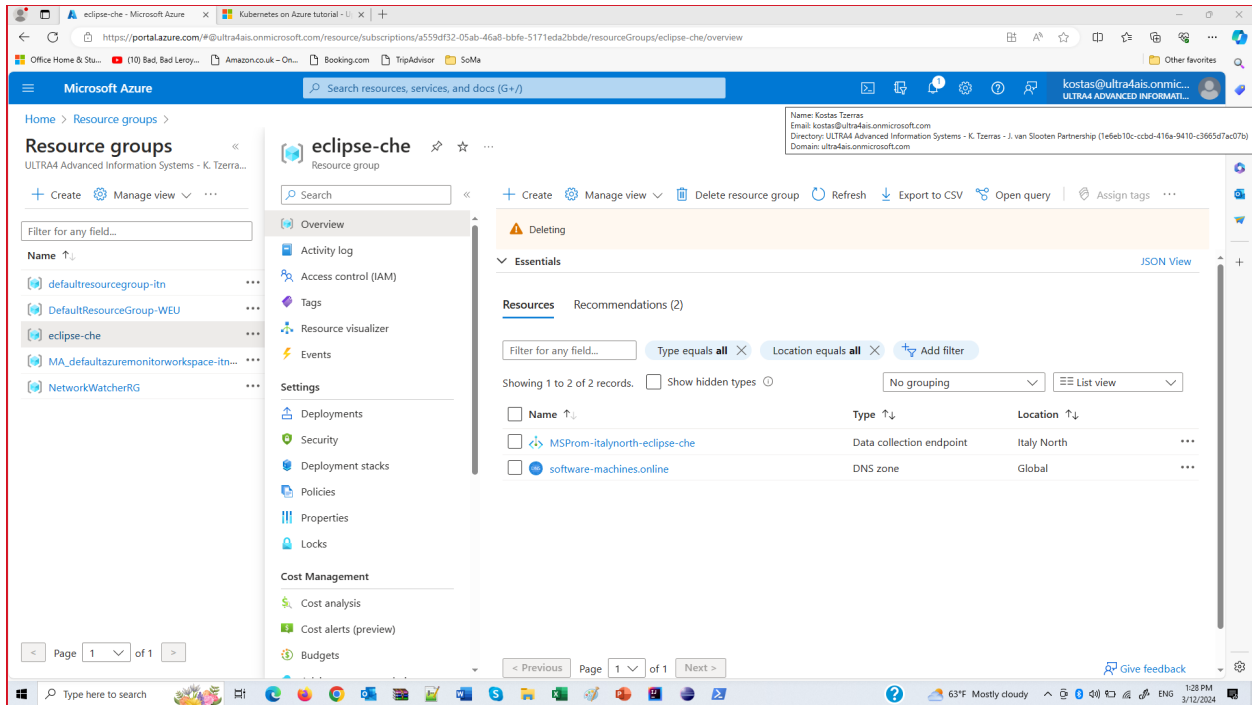 eclipse-che - Microsoft Azure
Kubernetes on Azure tutorial - U
https://portal.azure.com/#@ultra4ais.onmicrosoft.com/resource/subscriptions/a559df32-05ab-46a8-bbfe-5171eda2bbde/resourceGroups/eclipse-che/overview
Office Home & Stu... (10) Bad, Bad Leroy... Amazon.co.uk – On... Booking.com TripAdvisor SoMa Other favorites
Microsoft Azure
Search resources, services, and docs (G+/)
1
kostas@ultra4ais.onmic...
ULTRA4 ADVANCED INFORMATI...
Name: Kostas Tzerras
Email: kostas@ultra4ais.onmicrosoft.com
Directory: ULTRA4 Advanced Information Systems - K. Tzerras - J. van Slooten Partnership (1e6eb10c-ccbd-416a-9410-c3665d7ac07b)
Domain: ultra4ais.onmicrosoft.com
Home > Resource groups >
Resource groups
ULTRA4 Advanced Information Systems - K. Tzerra...
+ Create Manage view ...
Filter for any field...
Name ↑↓
defaultresourcegroup-itn ...
DefaultResourceGroup-WEU ...
eclipse-che ...
MA_defaultazuremonitorworkspace-itn... ...
NetworkWatcherRG ...
< Page 1 of 1 >
eclipse-che ...
Resource group
Search
Overview
Activity log
Access control (IAM)
Tags
Resource visualizer
Events
Settings
Deployments
Security
Deployment stacks
Policies
Properties
Locks
Cost Management
Cost analysis
Cost alerts (preview)
Budgets
+ Create Manage view Delete resource group Refresh Export to CSV Open query Assign tags ...
Deleting
Essentials JSON View
Resources Recommendations (2)
Filter for any field... Type equals all Location equals all Add filter
Showing 1 to 2 of 2 records. Show hidden types No grouping List view
Name ↑↓ Type ↑↓ Location ↑↓
MSProm-italynorth-eclipse-che Data collection endpoint Italy North ...
software-machines.online DNS zone Global ...
< Previous Page 1 of 1 Next >
Give feedback
Type here to search
63°F Mostly cloudy ENG 1:28 PM
3/12/2024